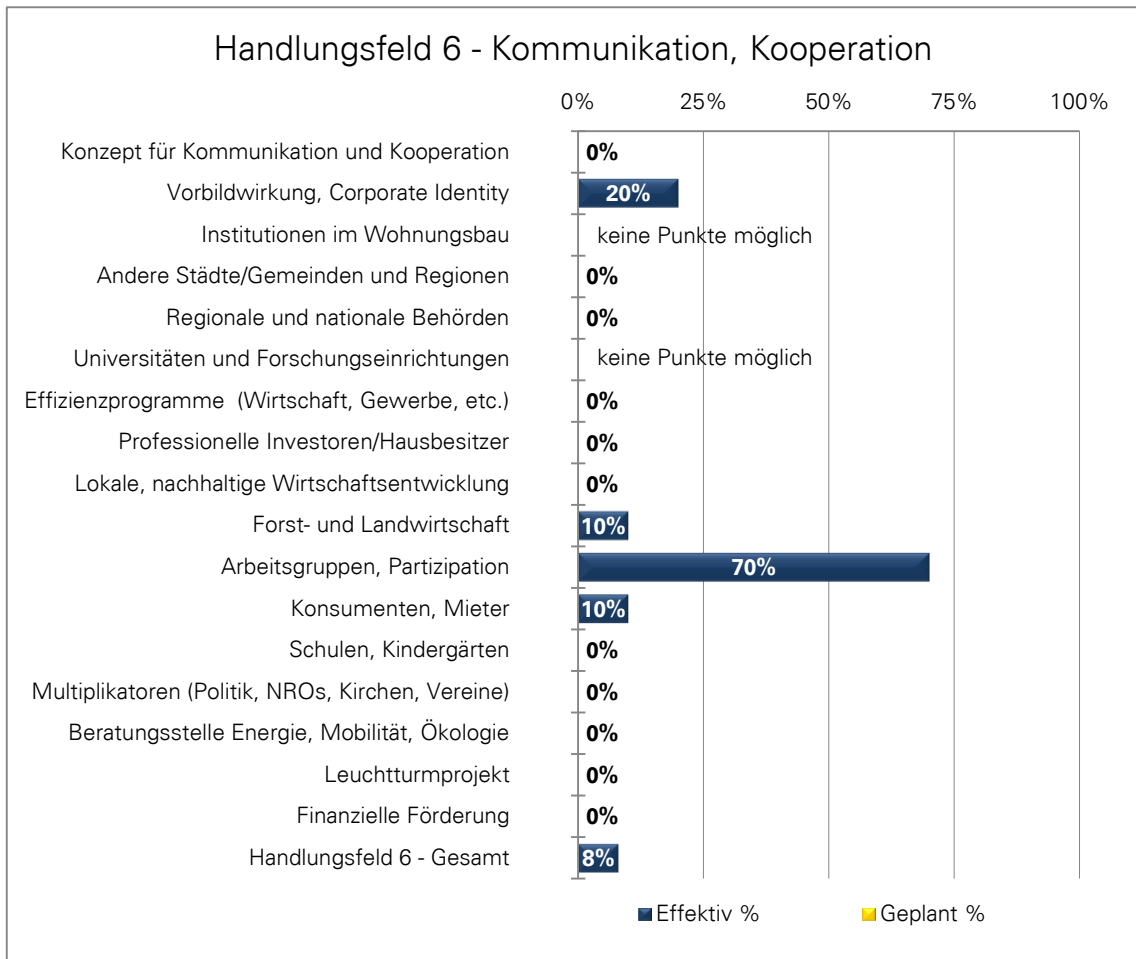 Handlungsfeld 6 - Kommunikation, Kooperation
0% 25% 50% 75% 100%
Konzept für Kommunikation und Kooperation 0%
Vorbildwirkung, Corporate Identity 20%
Institutionen im Wohnungsbau keine Punkte möglich
Andere Städte/Gemeinden und Regionen 0%
Regionale und nationale Behörden 0%
Universitäten und Forschungseinrichtungen keine Punkte möglich
Effizienzprogramme (Wirtschaft, Gewerbe, etc.) 0%
Professionelle Investoren/Hausbesitzer 0%
Lokale, nachhaltige Wirtschaftsentwicklung 0%
Forst- und Landwirtschaft 10%
Arbeitsgruppen, Partizipation 70%
Konsumenten, Mieter 10%
Schulen, Kindergärten 0%
Multiplikatoren (Politik, NROs, Kirchen, Vereine) 0%
Beratungsstelle Energie, Mobilität, Ökologie 0%
Leuchtturmprojekt 0%
Finanzielle Förderung 0%
Handlungsfeld 6 - Gesamt 8%
Effektiv % Geplant %